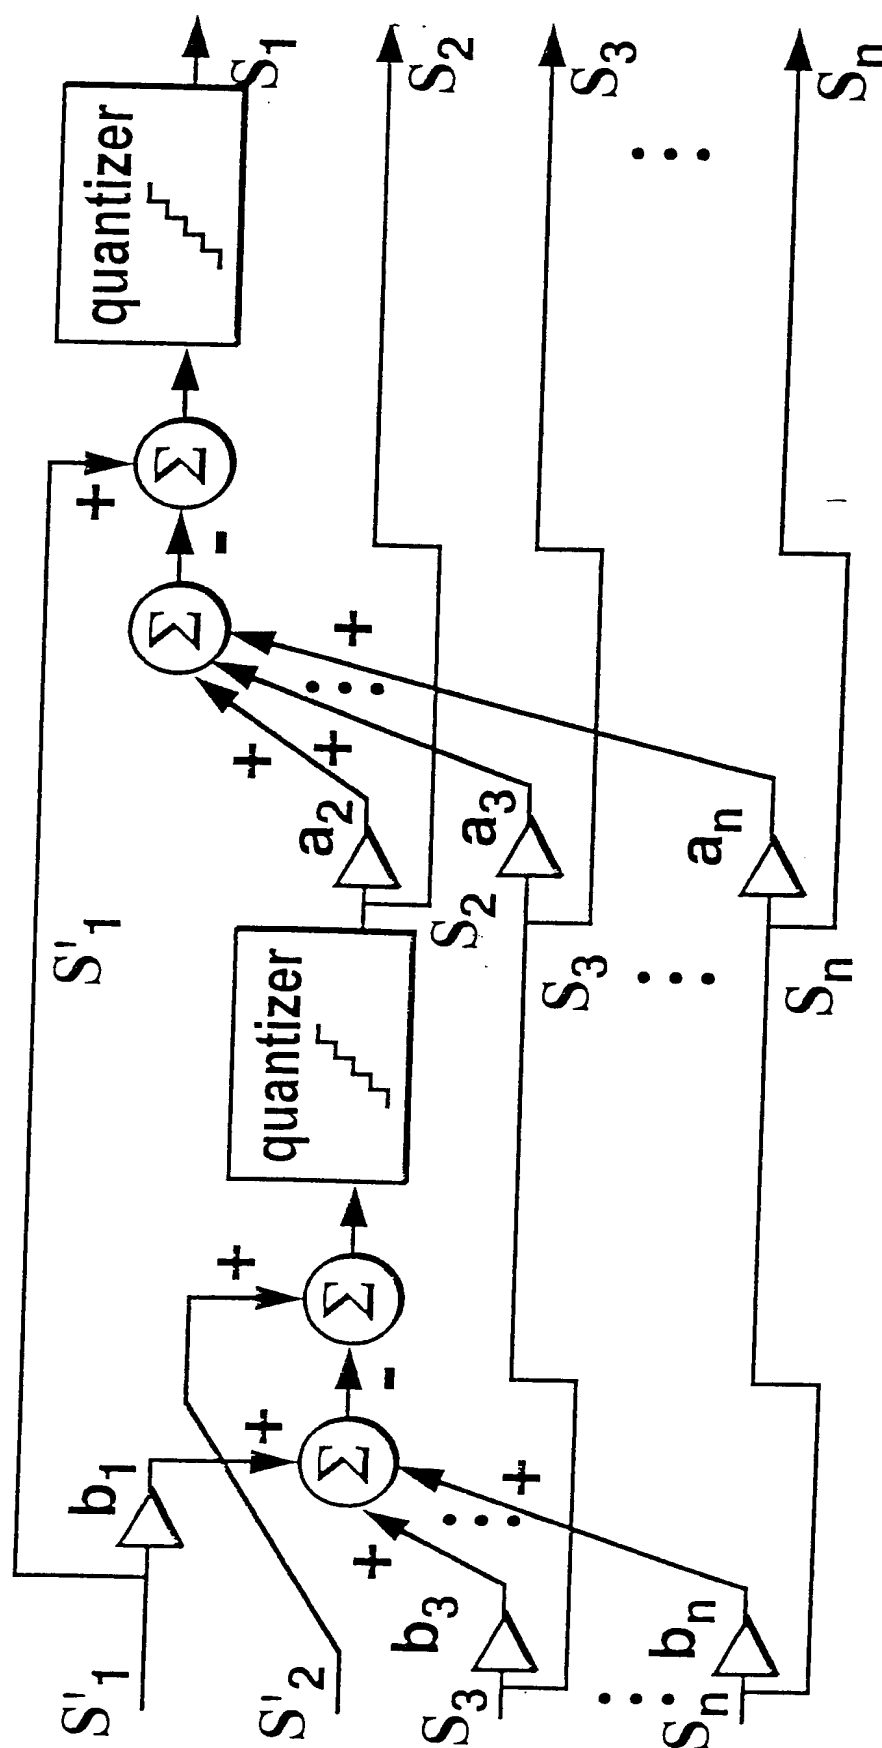 S'1
b1
S'2
b3
S3
bn
Sn
+
+
+
-
Σ
+
Σ
quantizer
S'1
S2
S3
Sn
a2
a3
an
+
+
+
Σ
-
+
Σ
quantizer
S1
S2
S3
Sn